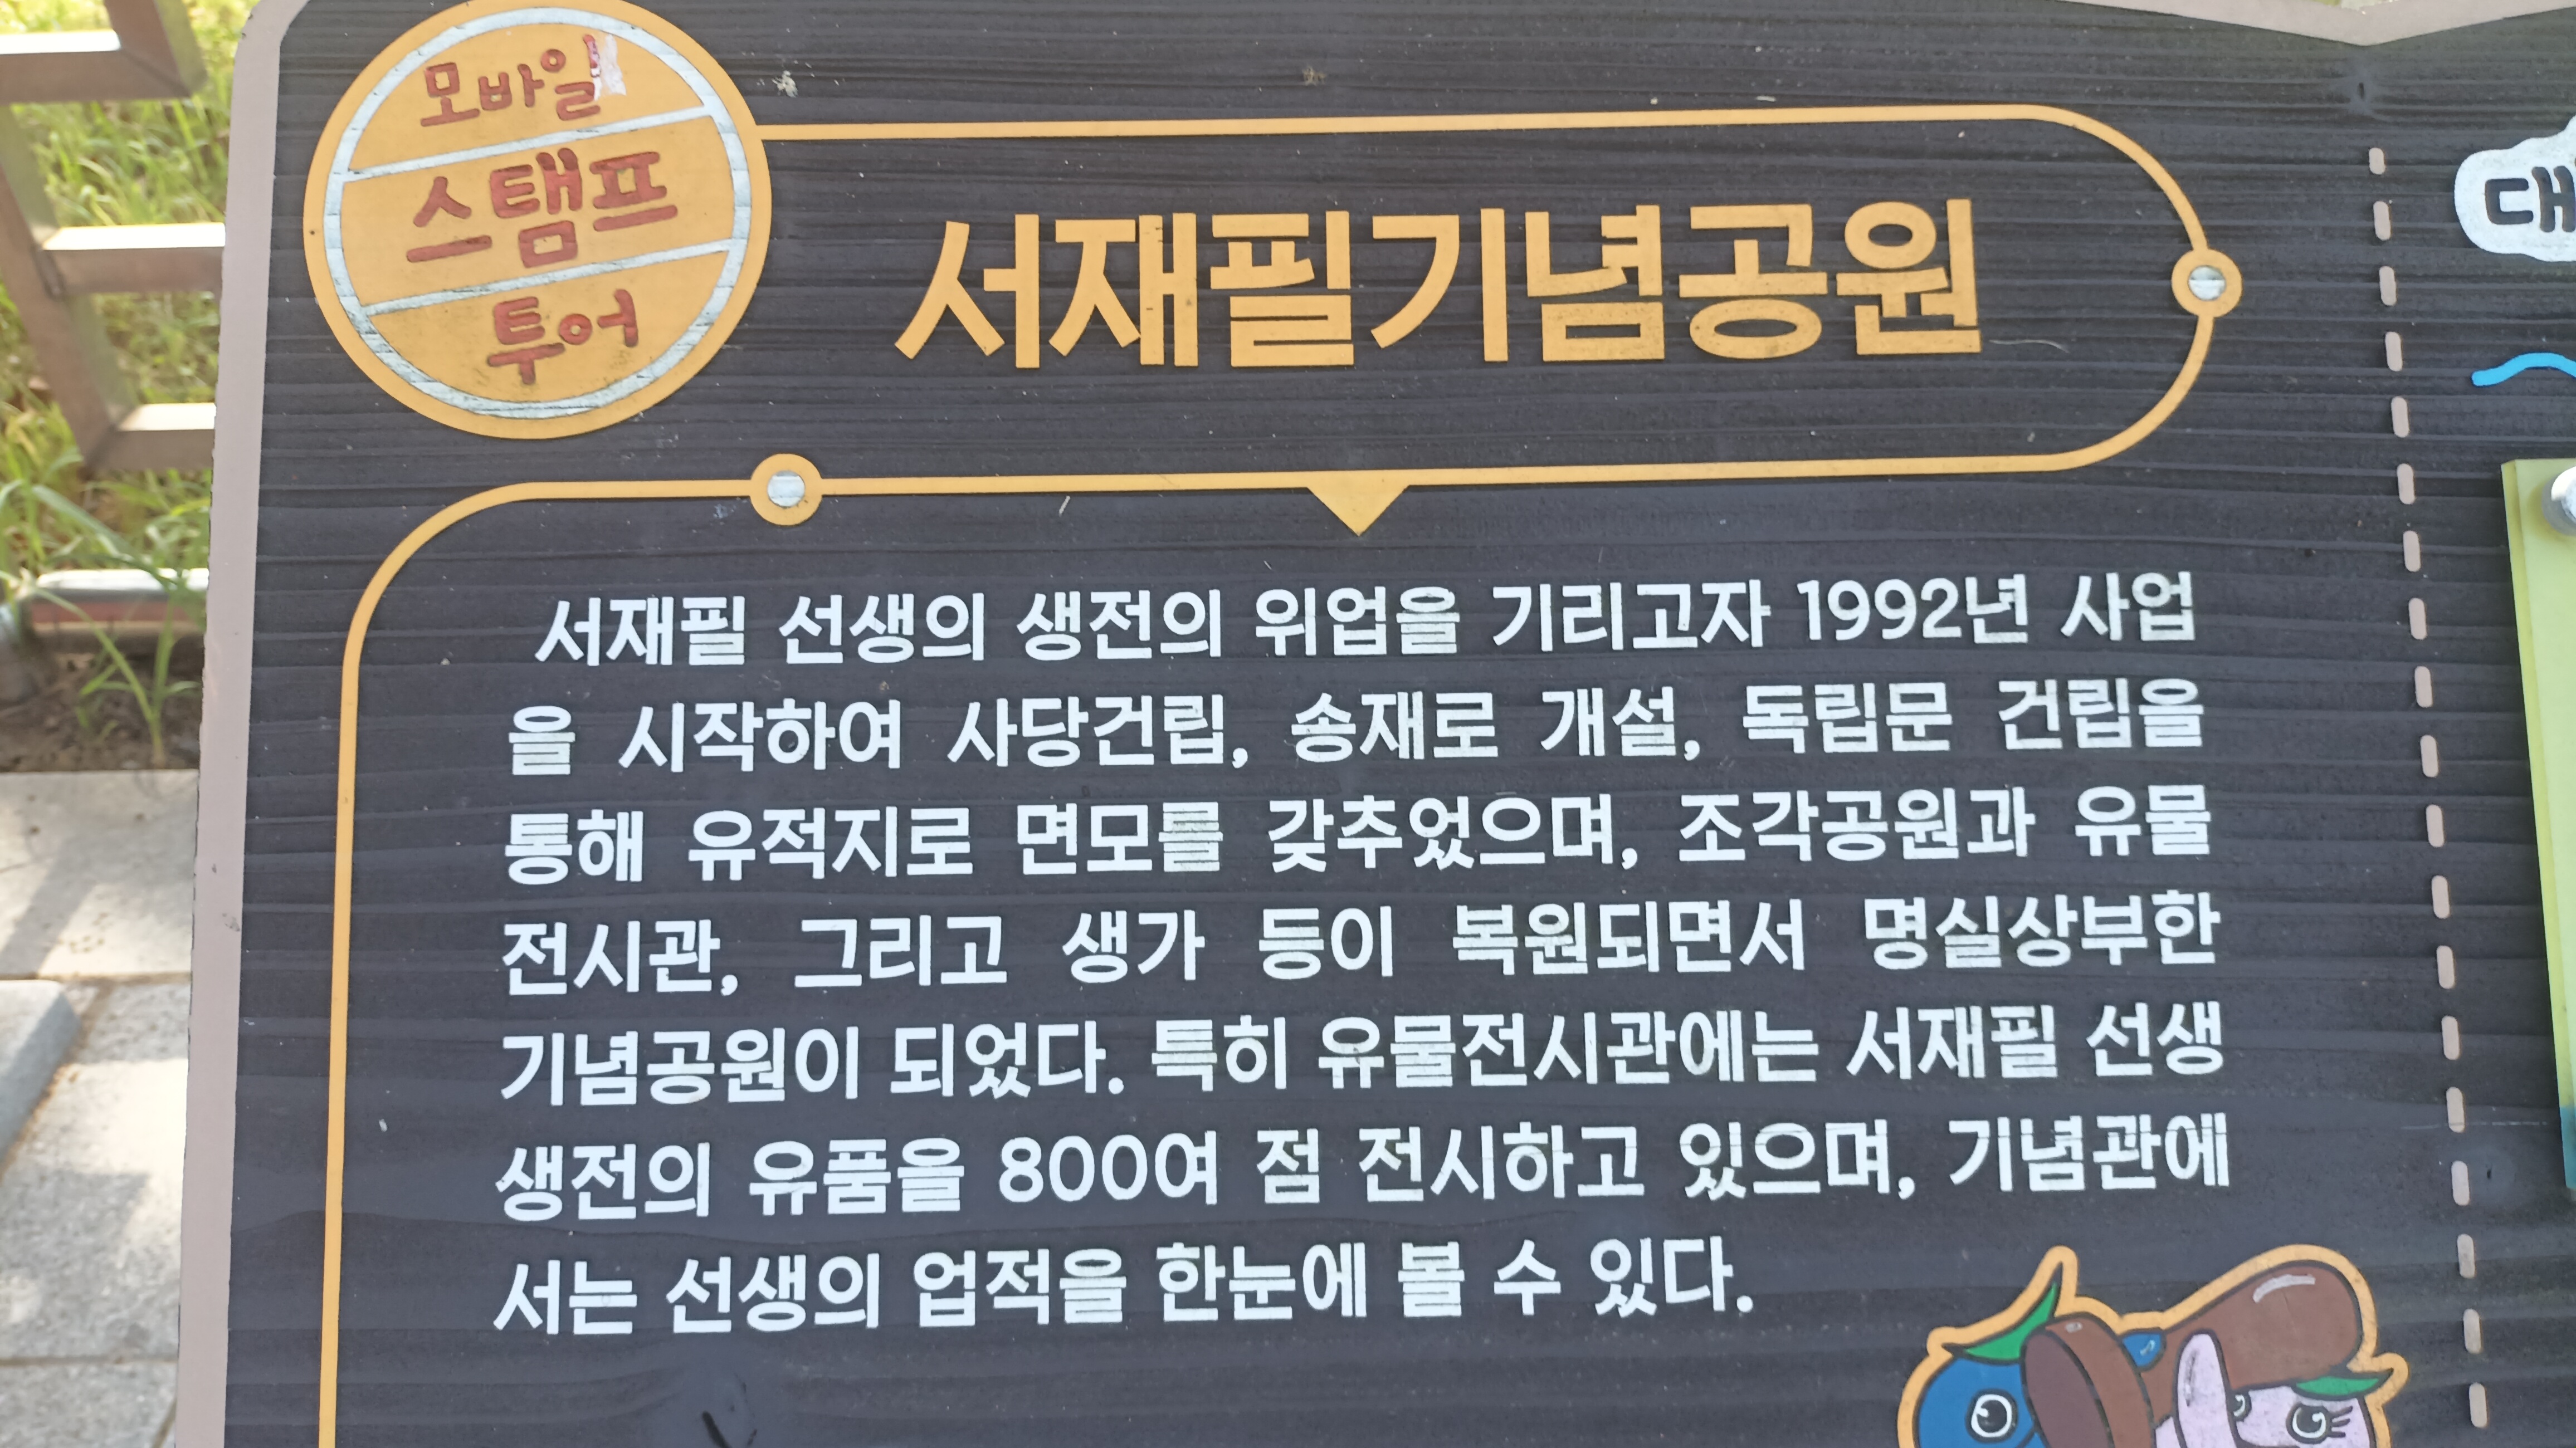 모바일
스탬프
투어
서재필기념공원
서재필 선생의 생전의 위업을 기리고자 1992년 사업
을 시작하여 사당건립, 송재로 개설, 독립문 건립을
통해 유적지로 면모를 갖추었으며, 조각공원과 유물
전시관, 그리고 생가 등이 복원되면서 명실상부한
기념공원이 되었다. 특히 유물전시관에는 서재필 선생
생전의 유품을 800여 점 전시하고 있으며, 기념관에
서는 선생의 업적을 한눈에 볼 수 있다.